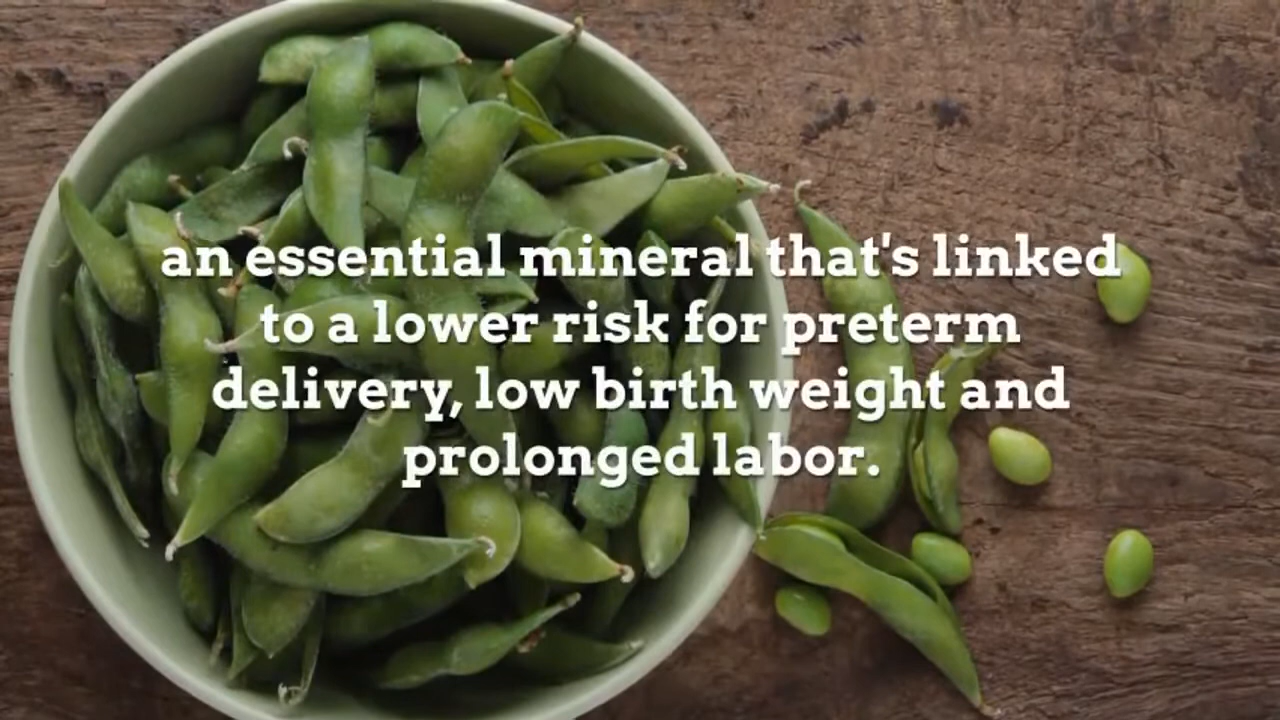 an essential mineral that's linked
to a lower risk for preterm
delivery, low birth weight and
prolonged labor.